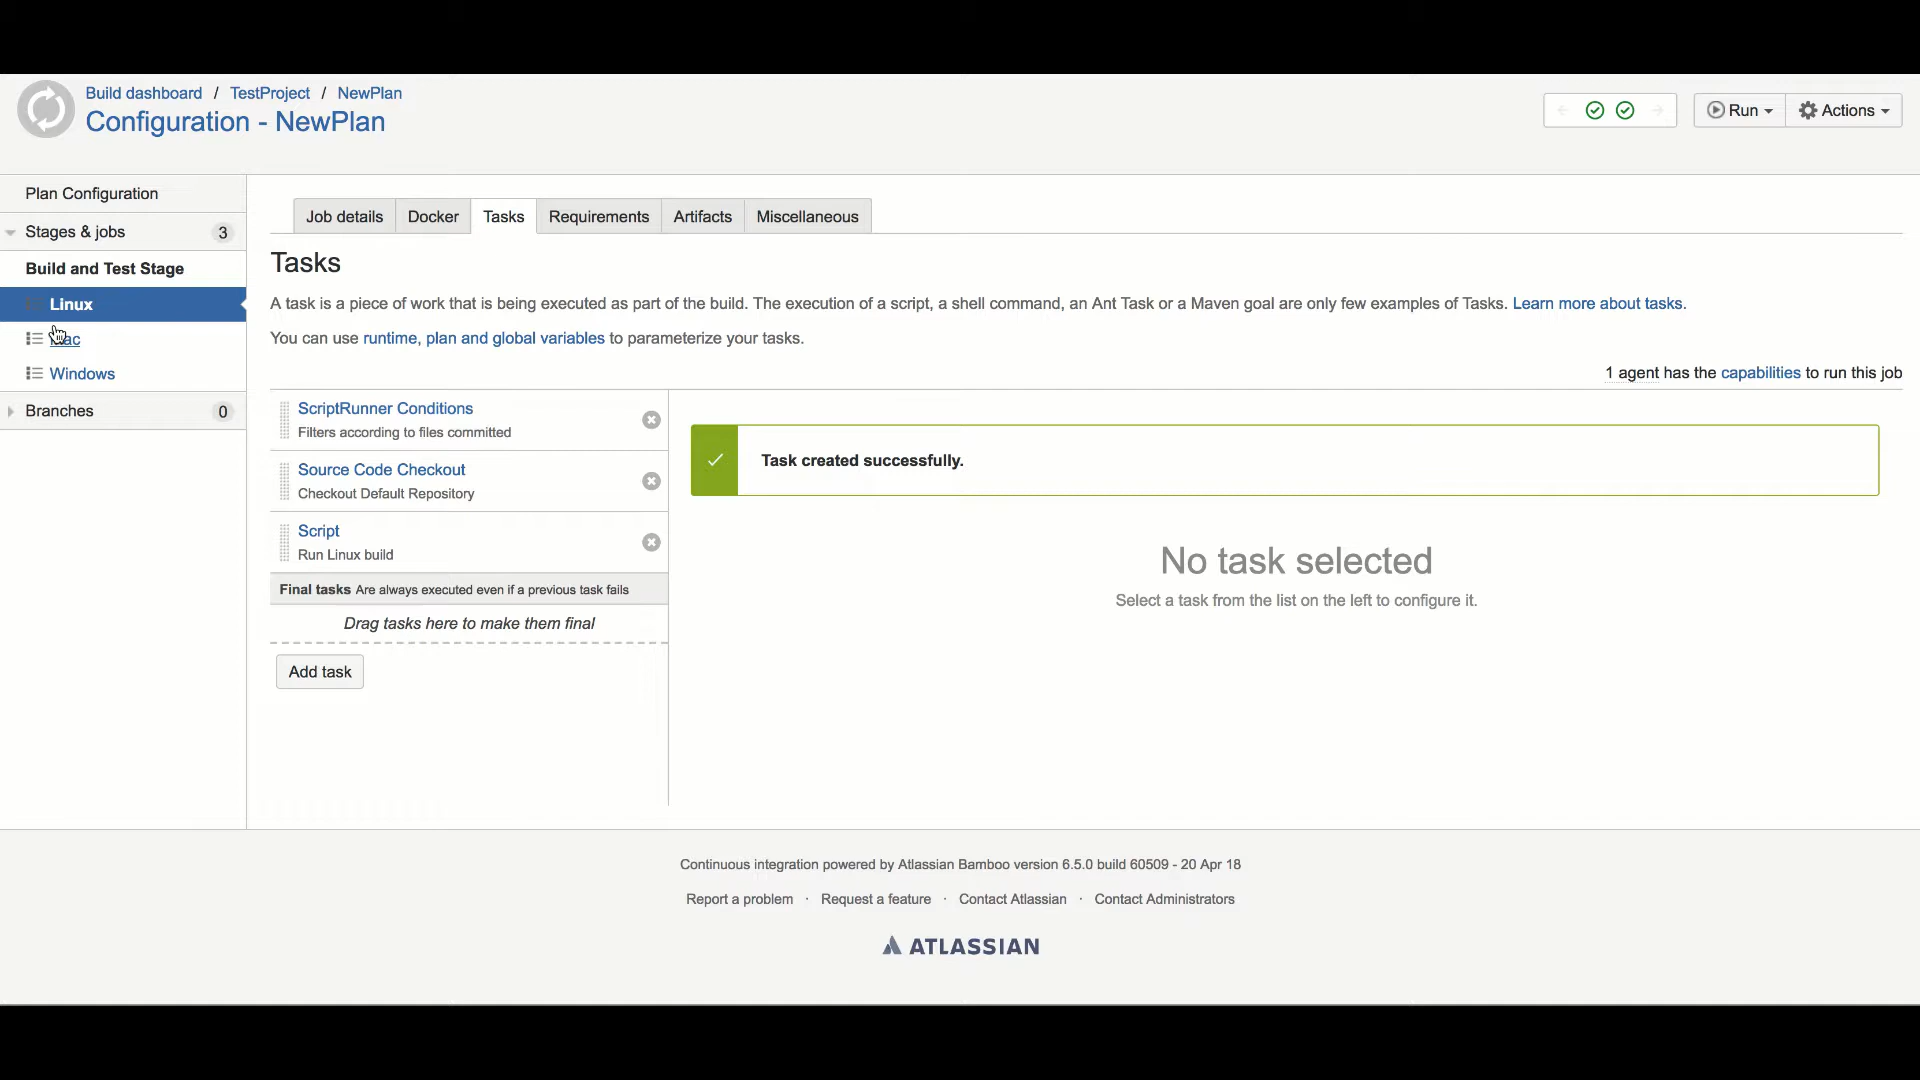 Build dashboard / TestProject / NewPlan
Configuration - NewPlan
Run
Actions
Plan Configuration
Stages & jobs 3
Build and Test Stage
Linux
Windows
Branches 0
Job details
Docker
Tasks
Requirements
Artifacts
Miscellaneous
Tasks
A task is a piece of work that is being executed as part of the build. The execution of a script, a shell command, an Ant Task or a Maven goal are only few examples of Tasks. Learn more about tasks.
You can use runtime, plan and global variables to parameterize your tasks.
1 agent has the capabilities to run this job
ScriptRunner Conditions
Filters according to files committed
Source Code Checkout
Checkout Default Repository
Script
Run Linux build
Final tasks Are always executed even if a previous task fails
Drag tasks here to make them final
Add task
Task created successfully.
No task selected
Select a task from the list on the left to configure it.
Continuous integration powered by Atlassian Bamboo version 6.5.0 build 60509 - 20 Apr 18
Report a problem · Request a feature · Contact Atlassian · Contact Administrators
ATLASSIAN